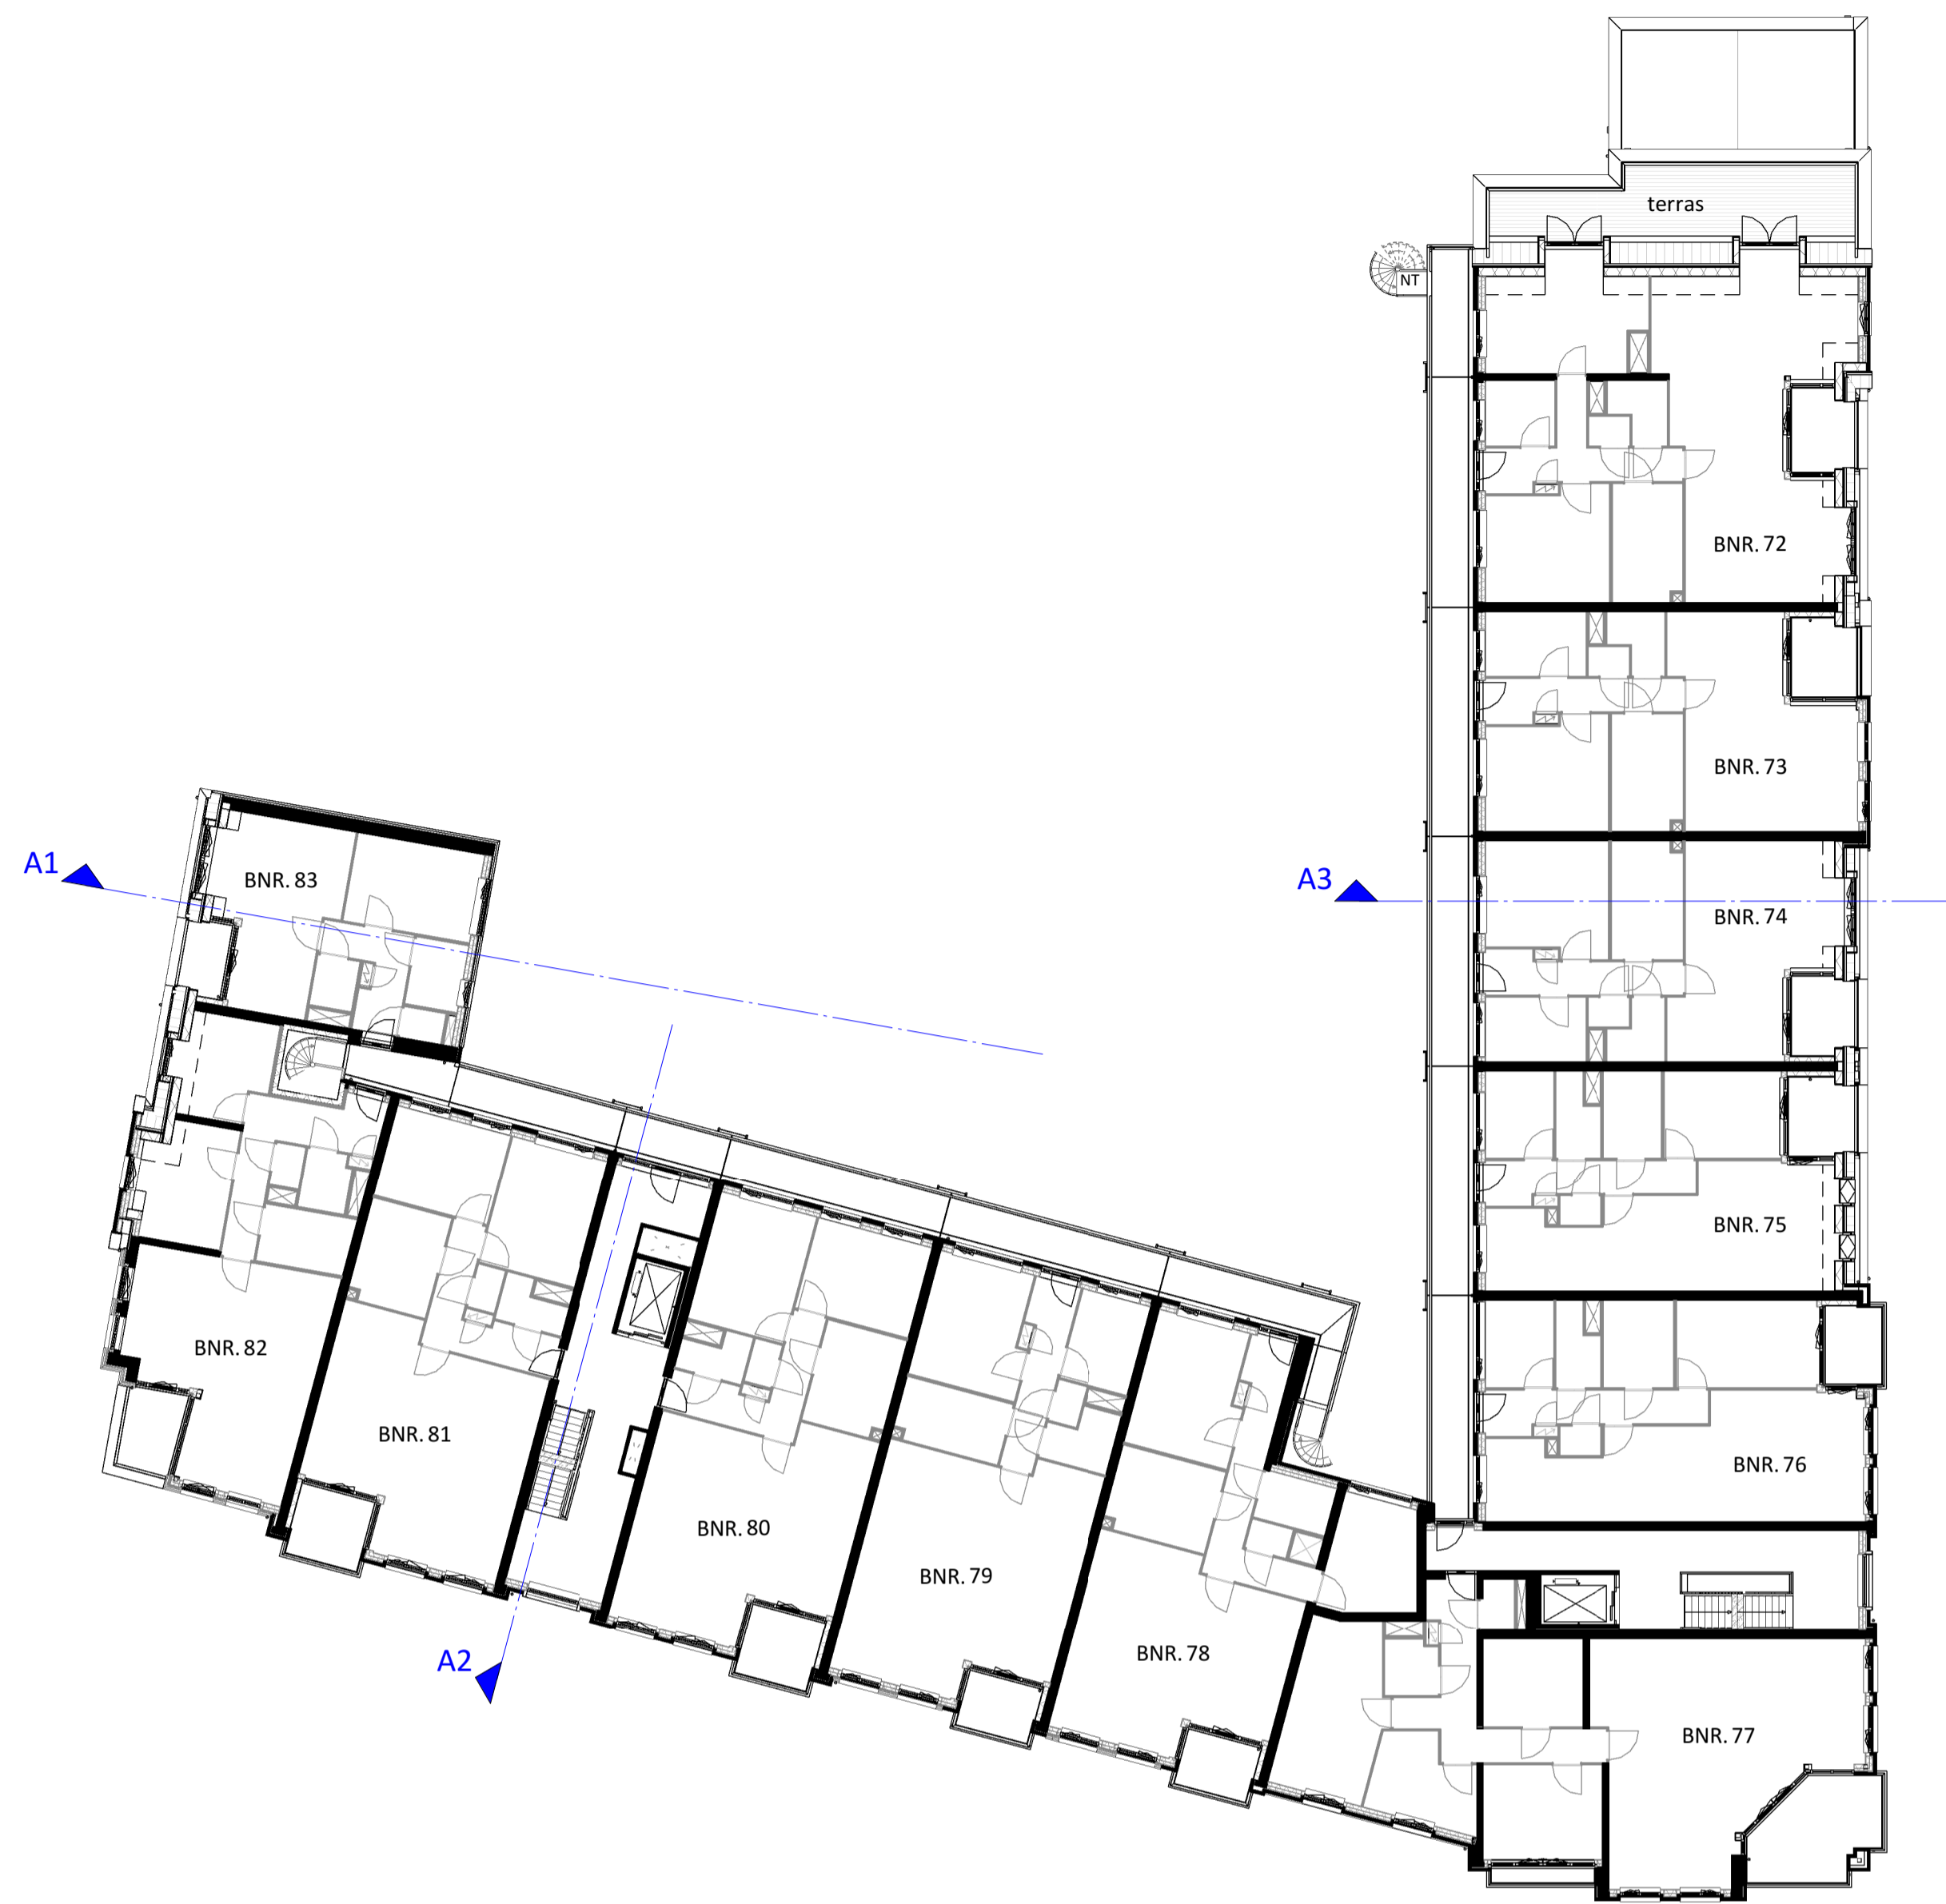 terras
NT
BNR. 72
BNR. 73
A1
BNR. 83
A3
BNR. 74
BNR. 75
BNR. 82
BNR. 81
BNR. 76
BNR. 80
BNR. 79
A2
BNR. 78
BNR. 77